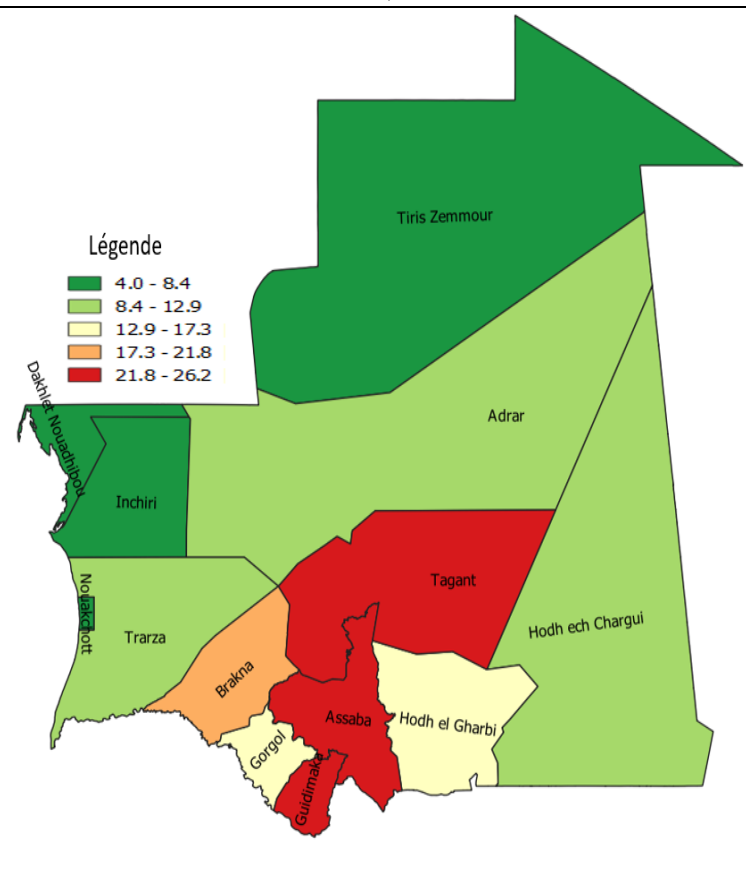 Tiris Zemmour
Légende
4.0 - 8.4
8.4 - 12.9
12.9 - 17.3
17.3 - 21.8
21.8 - 26.2
Dakhlet Nouadhibou
Adrar
Inchiri
Tagant
Nouakchott
Hodh ech Chargui
Trarza
Brakna
Assaba
Hodh el Gharbi
Gorgol
Guidimaka